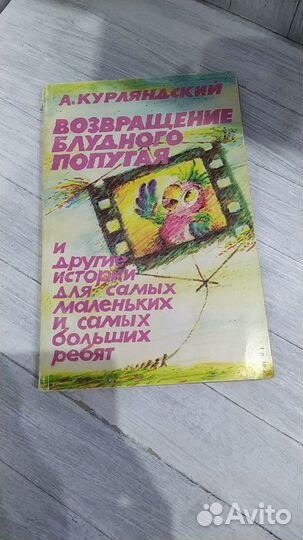 А. КУРЛЯНДСКИЙ
ВОЗВРАЩЕНИЕ
БЛУДНОГО
ПОПУГАЯ
И
ДРУГИЕ
ИСТОРИИ
ДЛЯ САМЫХ
МАЛЕНЬКИХ
И САМЫХ
БОЛЬШИХ
РЕБЯТ
Avito